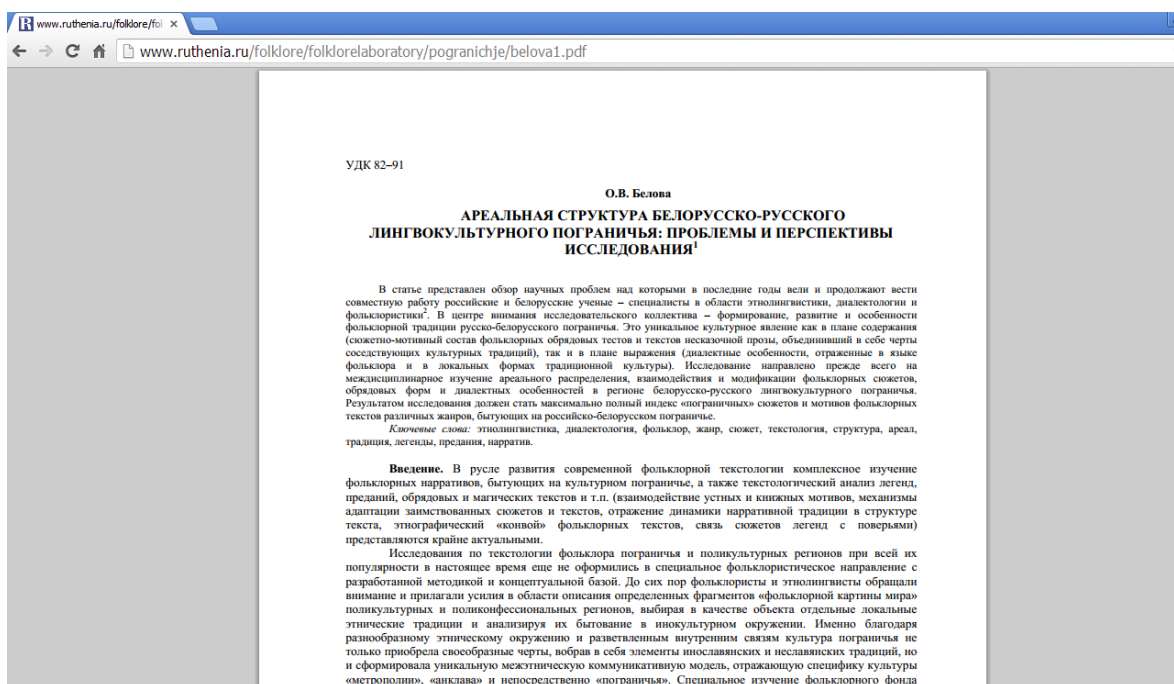 www.ruthenia.ru/folklore/fol
www.ruthenia.ru/folklore/folklorelaboratory/pogranichje/belova1.pdf
УДК 82–91
О.В. Белова
АРЕАЛЬНАЯ СТРУКТУРА БЕЛОРУССКО-РУССКОГО
ЛИНГВОКУЛЬТУРНОГО ПОГРАНИЧЬЯ: ПРОБЛЕМЫ И ПЕРСПЕКТИВЫ
ИССЛЕДОВАНИЯ¹
В статье представлен обзор научных проблем над которыми в последние годы вели и продолжают вести
совместную работу российские и белорусские ученые – специалисты в области этнолингвистики, диалектологии и
фольклористики². В центре внимания исследовательского коллектива – формирование, развитие и особенности
фольклорной традиции русско-белорусского пограничья. Это уникальное культурное явление как в плане содержания
(сюжетно-мотивный состав фольклорных обрядовых тестов и текстов несказочной прозы, объединивший в себе черты
соседствующих культурных традиций), так и в плане выражения (диалектные особенности, отраженные в языке
фольклора и в локальных формах традиционной культуры). Исследование направлено прежде всего на
междисциплинарное изучение ареального распределения, взаимодействия и модификации фольклорных сюжетов,
обрядовых форм и диалектных особенностей в регионе белорусско-русского лингвокультурного пограничья.
Результатом исследования должен стать максимально полный индекс «пограничных» сюжетов и мотивов фольклорных
текстов различных жанров, бытующих на российско-белорусском пограничье.
Ключевые слова: этнолингвистика, диалектология, фольклор, жанр, сюжет, текстология, структура, ареал,
традиция, легенды, предания, нарратив.
Введение. В русле развития современной фольклорной текстологии комплексное изучение
фольклорных нарративов, бытующих на культурном пограничье, а также текстологический анализ легенд,
преданий, обрядовых и магических текстов и т.п. (взаимодействие устных и книжных мотивов, механизмы
адаптации заимствованных сюжетов и текстов, отражение динамики нарративной традиции в структуре
текста, этнографический «конвой» фольклорных текстов, связь сюжетов легенд с поверьями)
представляются крайне актуальными.
Исследования по текстологии фольклора пограничья и поликультурных регионов при всей их
популярности в настоящее время еще не оформились в специальное фольклористическое направление с
разработанной методикой и концептуальной базой. До сих пор фольклористы и этнолингвисты обращали
внимание и прилагали усилия в области описания определенных фрагментов «фольклорной картины мира»
поликультурных и поликонфессиональных регионов, выбирая в качестве объекта отдельные локальные
этнические традиции и анализируя их бытование в инокультурном окружении. Именно благодаря
разнообразному этническому окружению и разветвленным внутренним связям культура пограничья не
только приобрела своеобразные черты, вобрав в себя элементы инославянских и неславянских традиций, но
и сформировала уникальную межэтническую коммуникативную модель, отражающую специфику культуры
«метрополии», «анклава» и непосредственно «пограничья». Специальное изучение фольклорного фонда